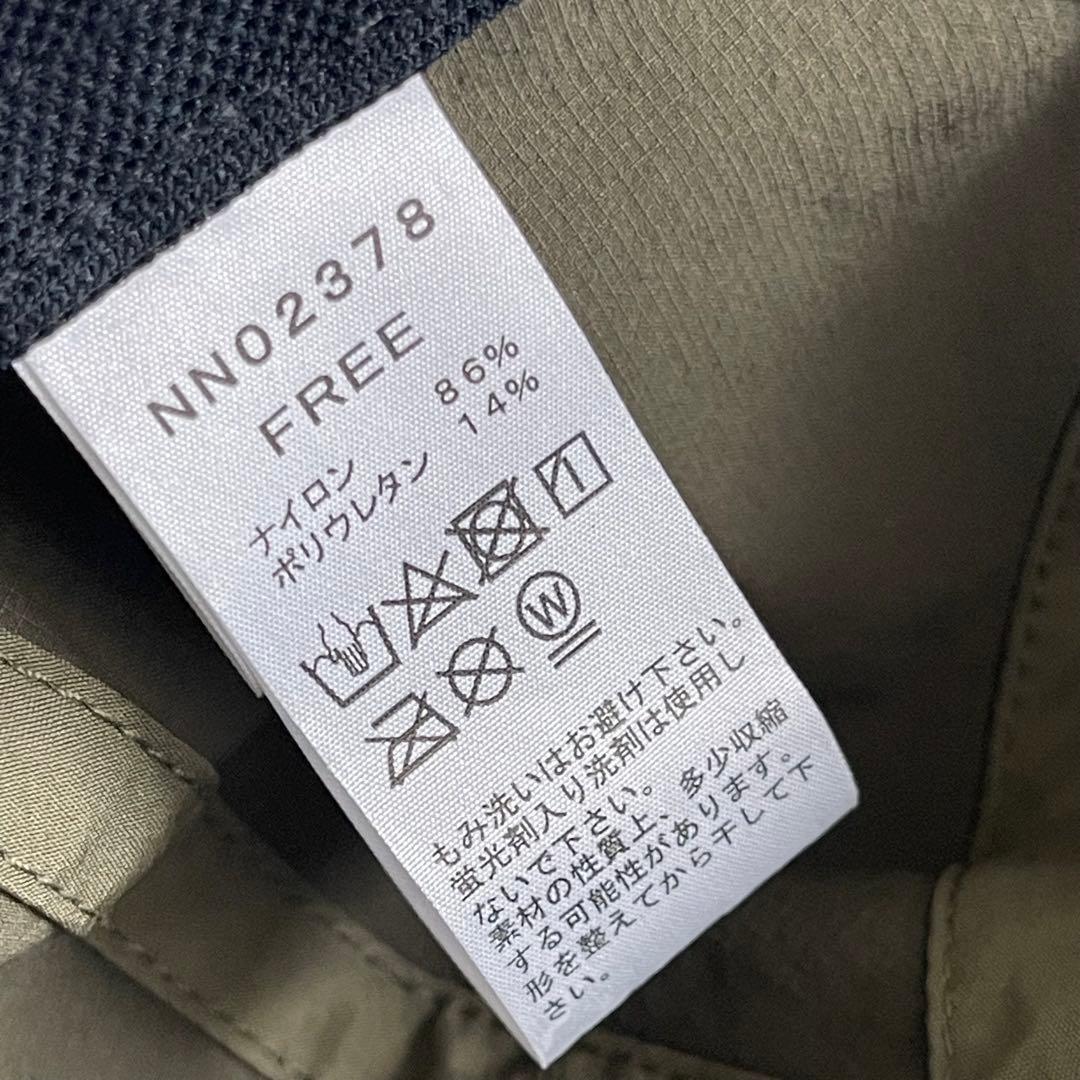 NN02378
FREE
ナイロン 86%
ポリウレタン 14%
W
もみ洗いはお避け下さい。
蛍光剤入り洗剤は使用し
ないで下さい。
素材の性質上、多少収縮
する可能性があります。
形を整えてから干して下
さい。